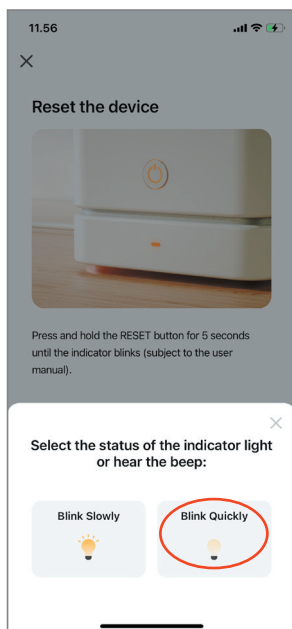 11.56
Reset the device
Press and hold the RESET button for 5 seconds
until the indicator blinks (subject to the user
manual).
Select the status of the indicator light
or hear the beep:
Blink Slowly
Blink Quickly